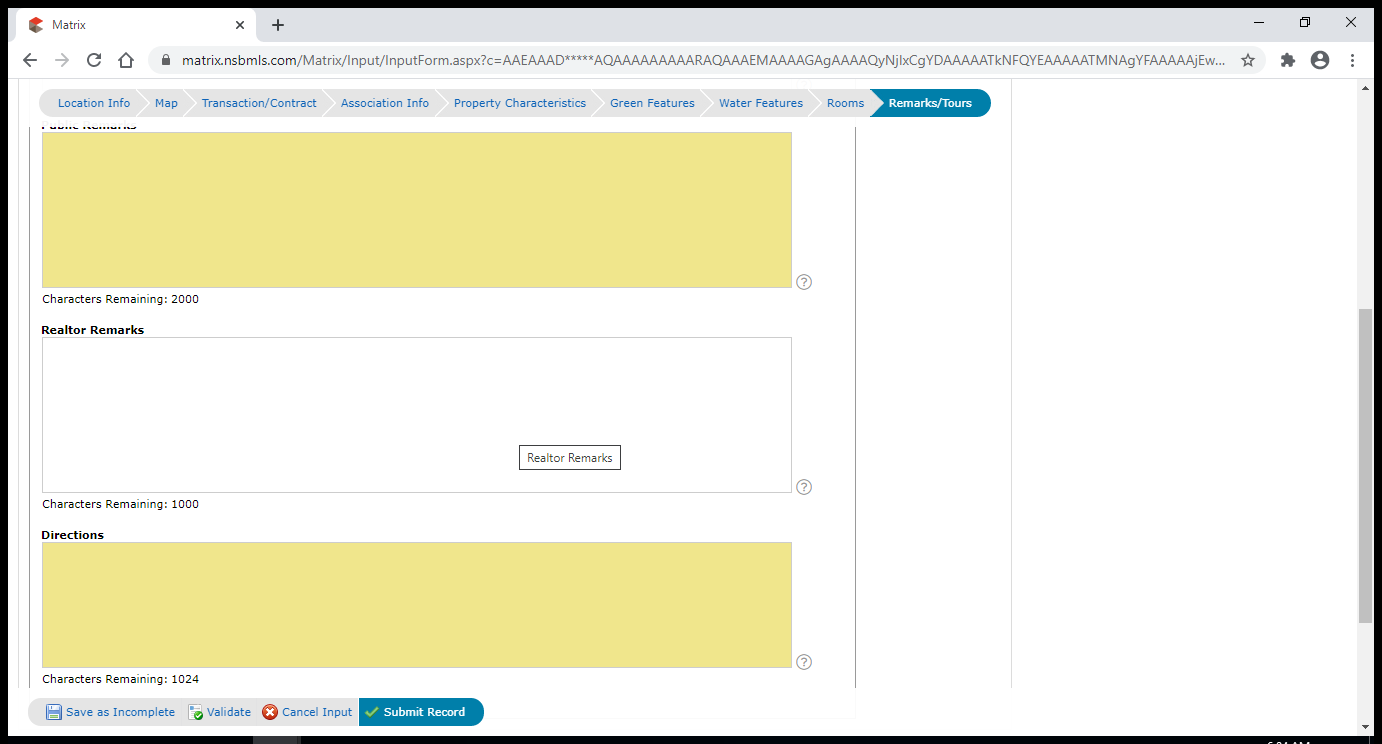 Matrix
matrix.nsbmls.com/Matrix/Input/InputForm.aspx?c=AAEAAAD*****AQAAAAAAAAARAQAAAEMAAAAGAgAAAAQyNjIxCgYDAAAAATkNFQYEAAAAATMNAgYFAAAAAjEw...
Location Info Map Transaction/Contract Association Info Property Characteristics Green Features Water Features Rooms Remarks/Tours
Public Remarks
Characters Remaining: 2000
Realtor Remarks
Realtor Remarks
Characters Remaining: 1000
Directions
Characters Remaining: 1024
Save as Incomplete Validate Cancel Input Submit Record